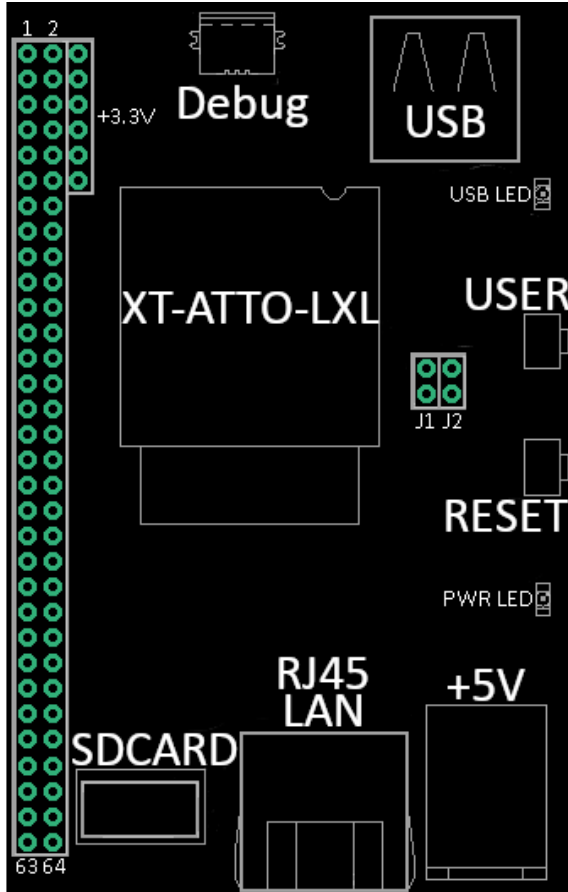 1 2
+3.3V
Debug
USB
USB LED
XT-ATTO-LXL
USER
J1 J2
RESET
PWR LED
RJ45
LAN
+5V
SDCARD
63 64